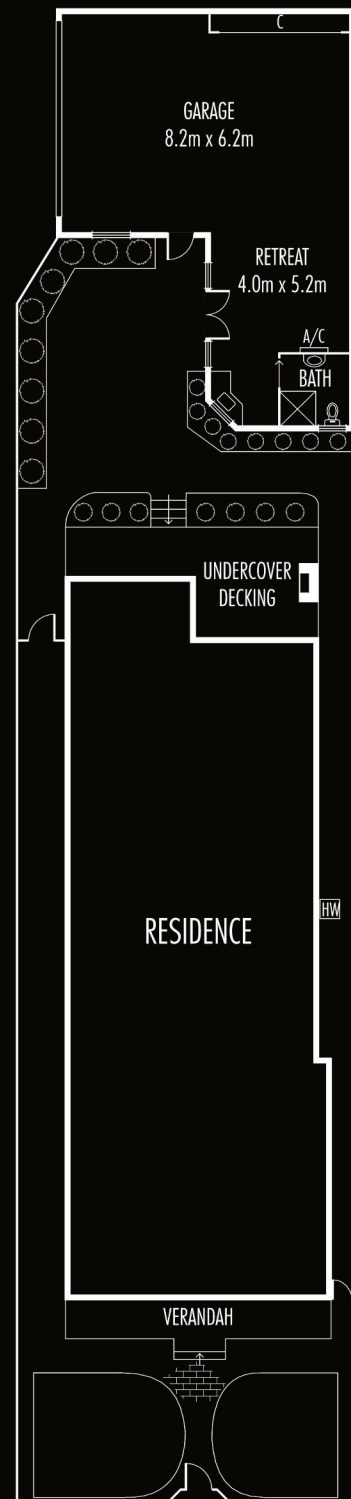 C
GARAGE
8.2m x 6.2m
RETREAT
4.0m x 5.2m
A/C
BATH
UNDERCOVER
DECKING
RESIDENCE
HW
VERANDAH